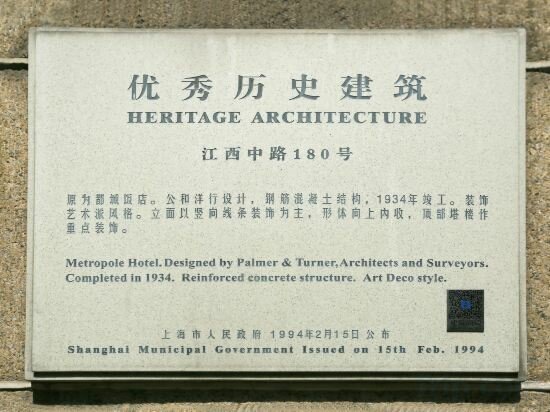 优秀历史建筑
HERITAGE ARCHITECTURE
江西中路180号
原为都城饭店。公和洋行设计，钢筋混凝土结构，1934年竣工。装饰
艺术派风格。立面以竖向线条装饰为主，形体向上内收，顶部塔楼作
重点装饰。
Metropole Hotel. Designed by Palmer & Turner, Architects and Surveyors.
Completed in 1934. Reinforced concrete structure. Art Deco style.
上海市人民政府 1994年2月15日公布
Shanghai Municipal Government Issued on 15th Feb. 1994